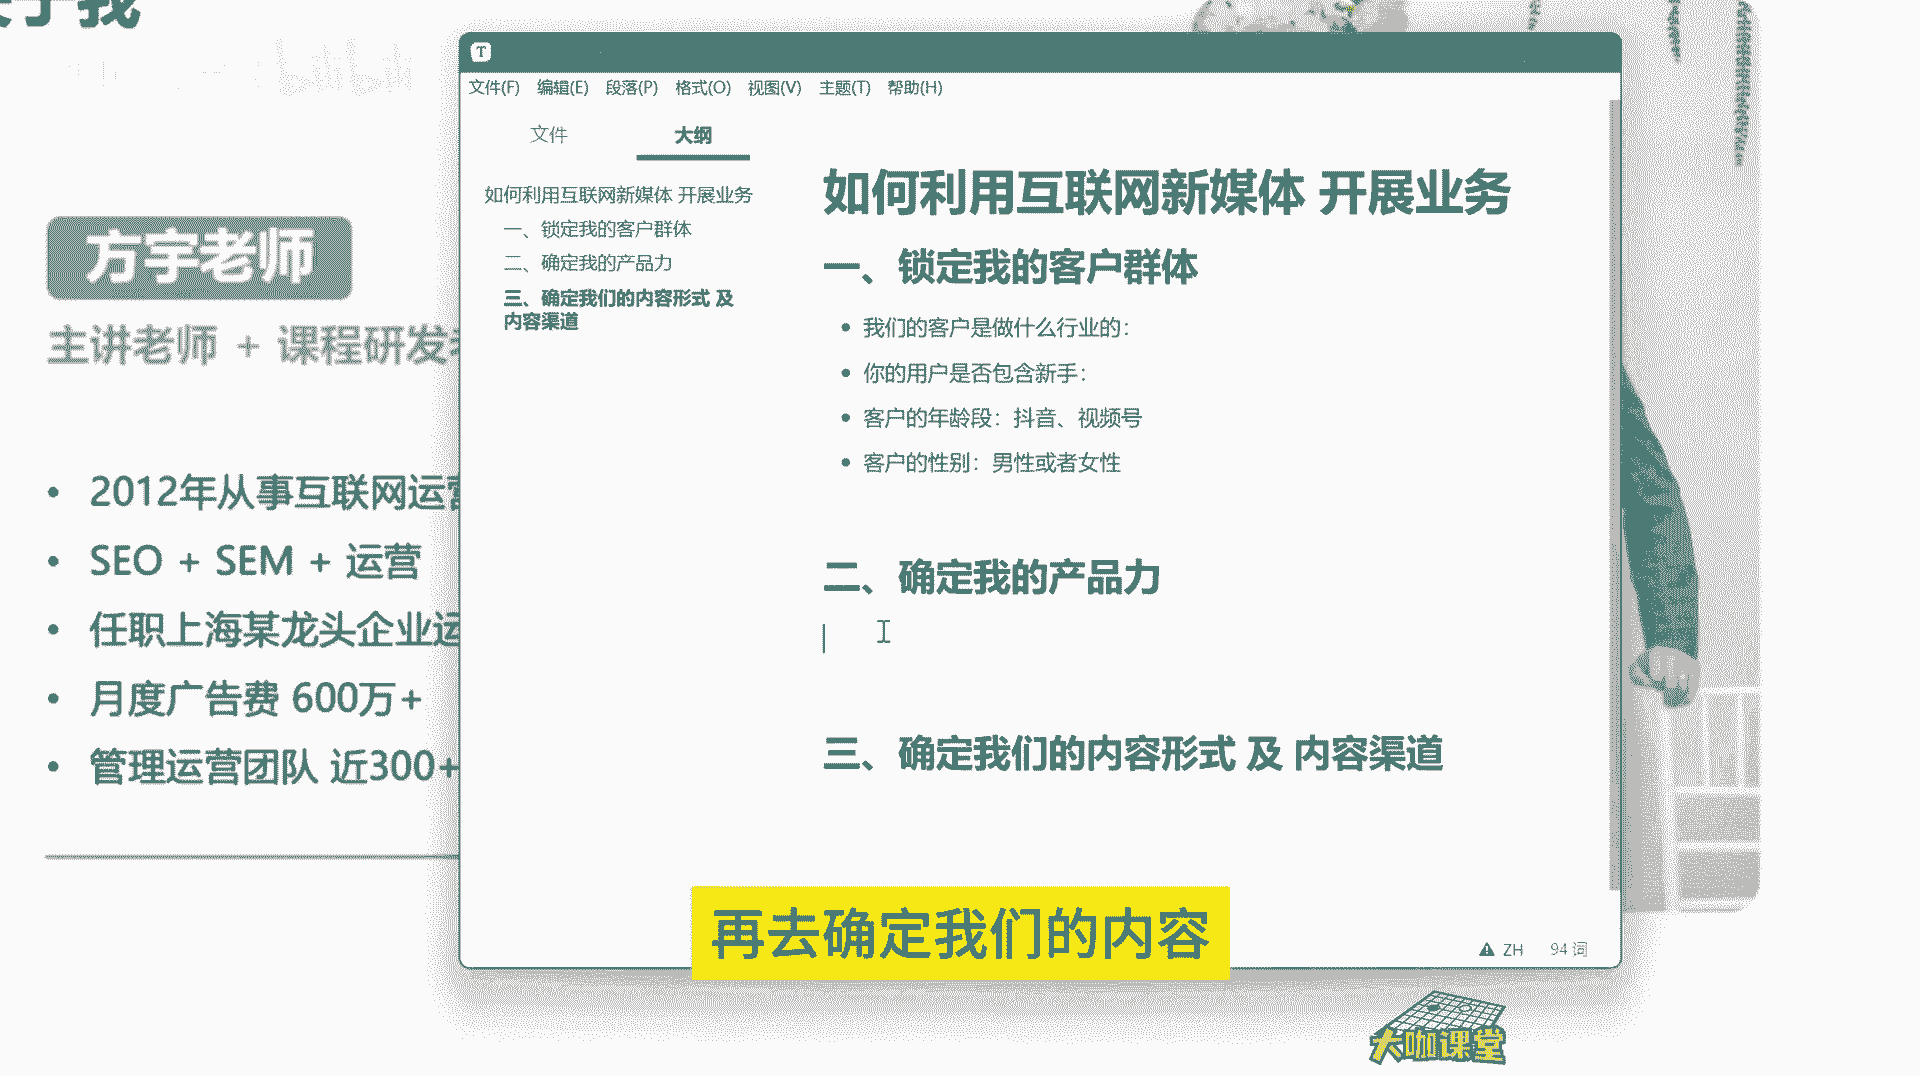 于我
bilibili
方宇老师
主讲老师 + 课程研发
2012年从事互联网运营
SEO + SEM + 运营
任职上海某龙头企业运
月度广告费 600万+
管理运营团队 近300+
T
文件(F) 编辑(E) 段落(P) 格式(O) 视图(V) 主题(T) 帮助(H)
文件 大纲
如何利用互联网新媒体 开展业务
一、锁定我的客户群体
二、确定我的产品力
三、确定我们的内容形式 及
内容渠道
如何利用互联网新媒体 开展业务
一、锁定我的客户群体
我们的客户是做什么行业的：
你的用户是否包含新手：
客户的年龄段：抖音、视频号
客户的性别：男性或者女性
二、确定我的产品力
三、确定我们的内容形式 及 内容渠道
再去确定我们的内容
ZH 94 词
大咖课堂